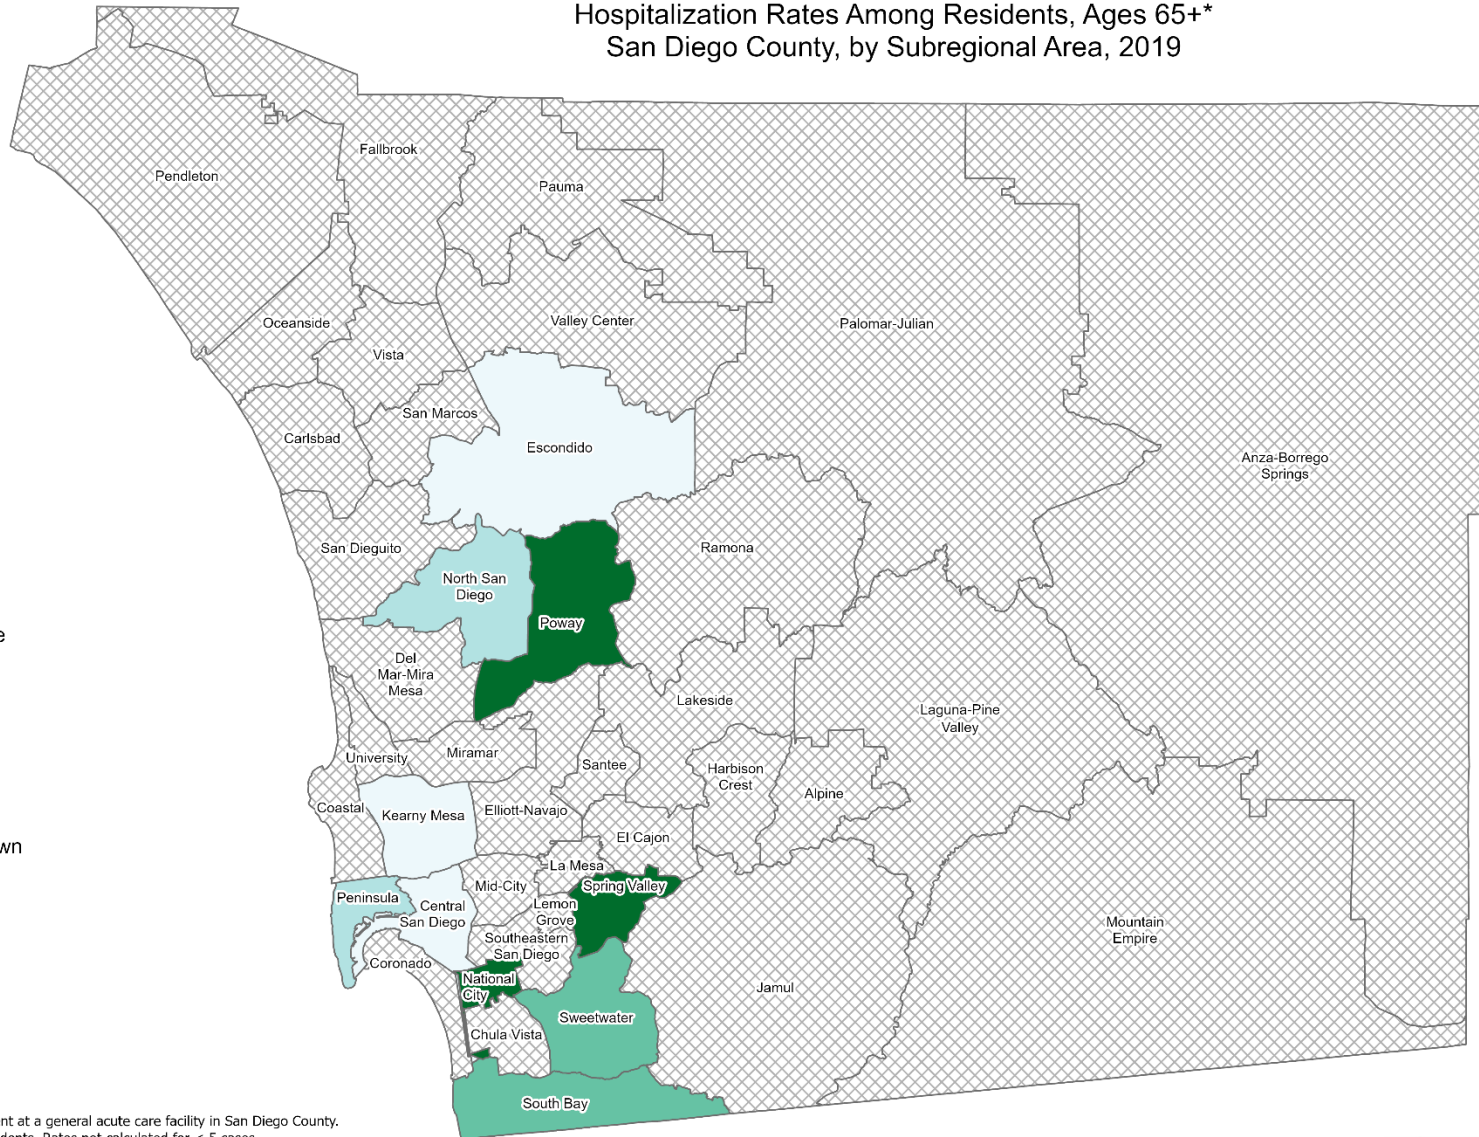 Hospitalization Rates Among Residents, Ages 65+*
San Diego County, by Subregional Area, 2019
Fallbrook
Pendleton
Pauma
Oceanside
Valley Center
Palomar-Julian
Vista
San Marcos
Carlsbad
Escondido
Anza-Borrego
Springs
San Dieguito
Ramona
North San
Diego
Poway
Del
Mar-Mira
Mesa
Lakeside
Laguna-Pine
Valley
University
Miramar
Santee
Harbison
Crest
Alpine
Coastal
Kearny Mesa
Elliott-Navajo
El Cajon
La Mesa
Mid-City
Spring Valley
Peninsula
Central
San Diego
Lemon
Grove
Southeastern
San Diego
Mountain
Empire
Coronado
National
City
Jamul
Sweetwater
Chula Vista
South Bay
nt at a general acute care facility in San Diego County.